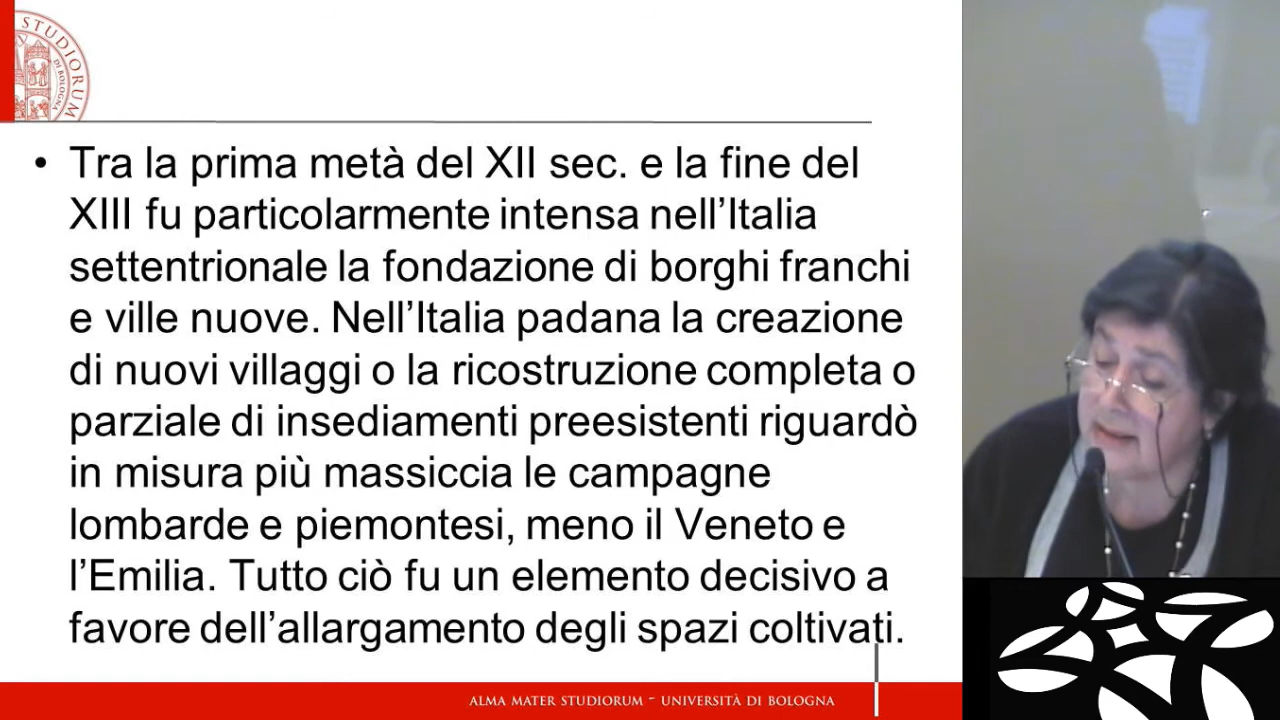 STUDIORUM
DI BOLOGNA
• Tra la prima metà del XII sec. e la fine del
XIII fu particolarmente intensa nell’Italia
settentrionale la fondazione di borghi franchi
e ville nuove. Nell’Italia padana la creazione
di nuovi villaggi o la ricostruzione completa o
parziale di insediamenti preesistenti riguardò
in misura più massiccia le campagne
lombarde e piemontesi, meno il Veneto e
l’Emilia. Tutto ciò fu un elemento decisivo a
favore dell’allargamento degli spazi coltivati.
ALMA MATER STUDIORUM - UNIVERSITÀ DI BOLOGNA